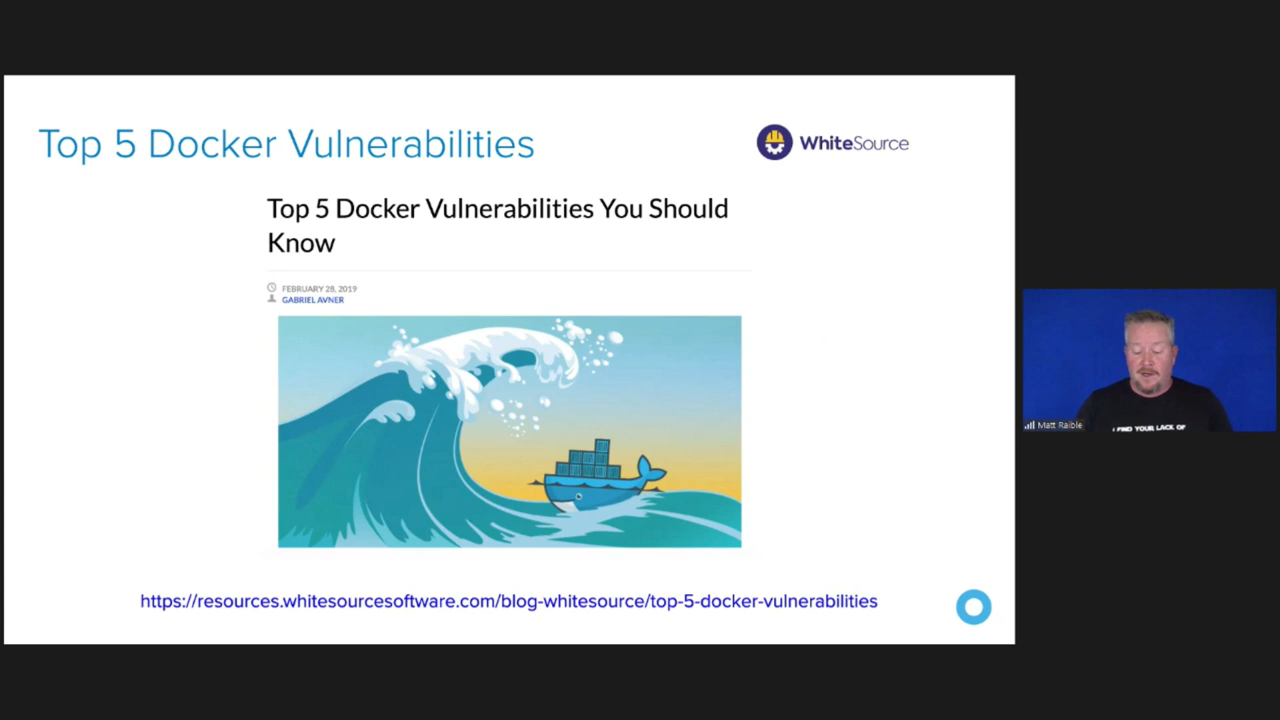 Top 5 Docker Vulnerabilities
WhiteSource
Top 5 Docker Vulnerabilities You Should
Know
FEBRUARY 28, 2019
GABRIEL AVNER
https://resources.whitesourcesoftware.com/blog-whitesource/top-5-docker-vulnerabilities
I FIND YOUR LACK OF
Matt Raible